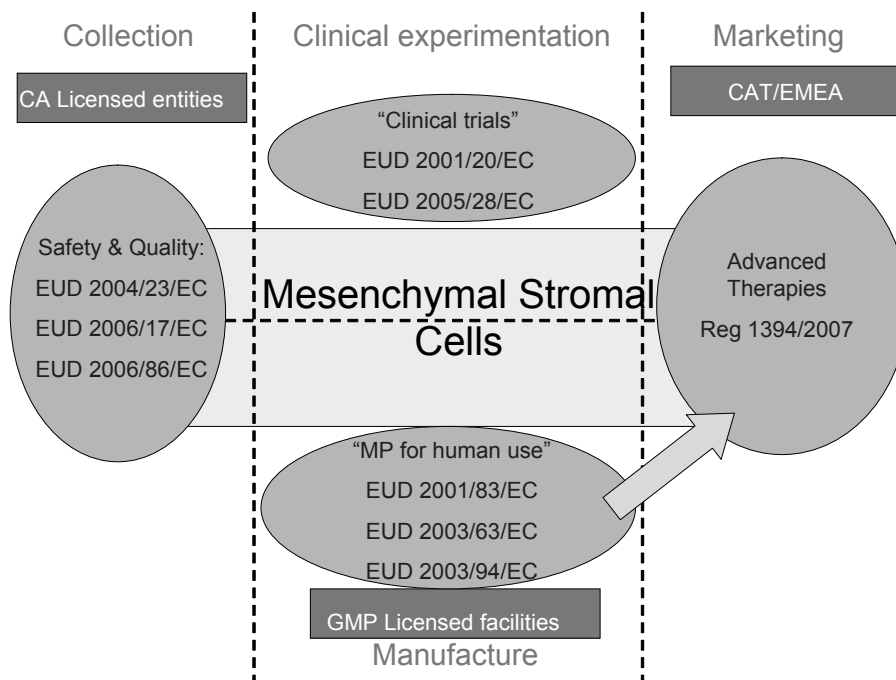 Collection
Clinical experimentation
Marketing
CA Licensed entities
CAT/EMEA
“Clinical trials”
EUD 2001/20/EC
EUD 2005/28/EC
Safety & Quality:
EUD 2004/23/EC
EUD 2006/17/EC
EUD 2006/86/EC
Mesenchymal Stromal
Cells
Advanced
Therapies
Reg 1394/2007
“MP for human use”
EUD 2001/83/EC
EUD 2003/63/EC
EUD 2003/94/EC
GMP Licensed facilities
Manufacture